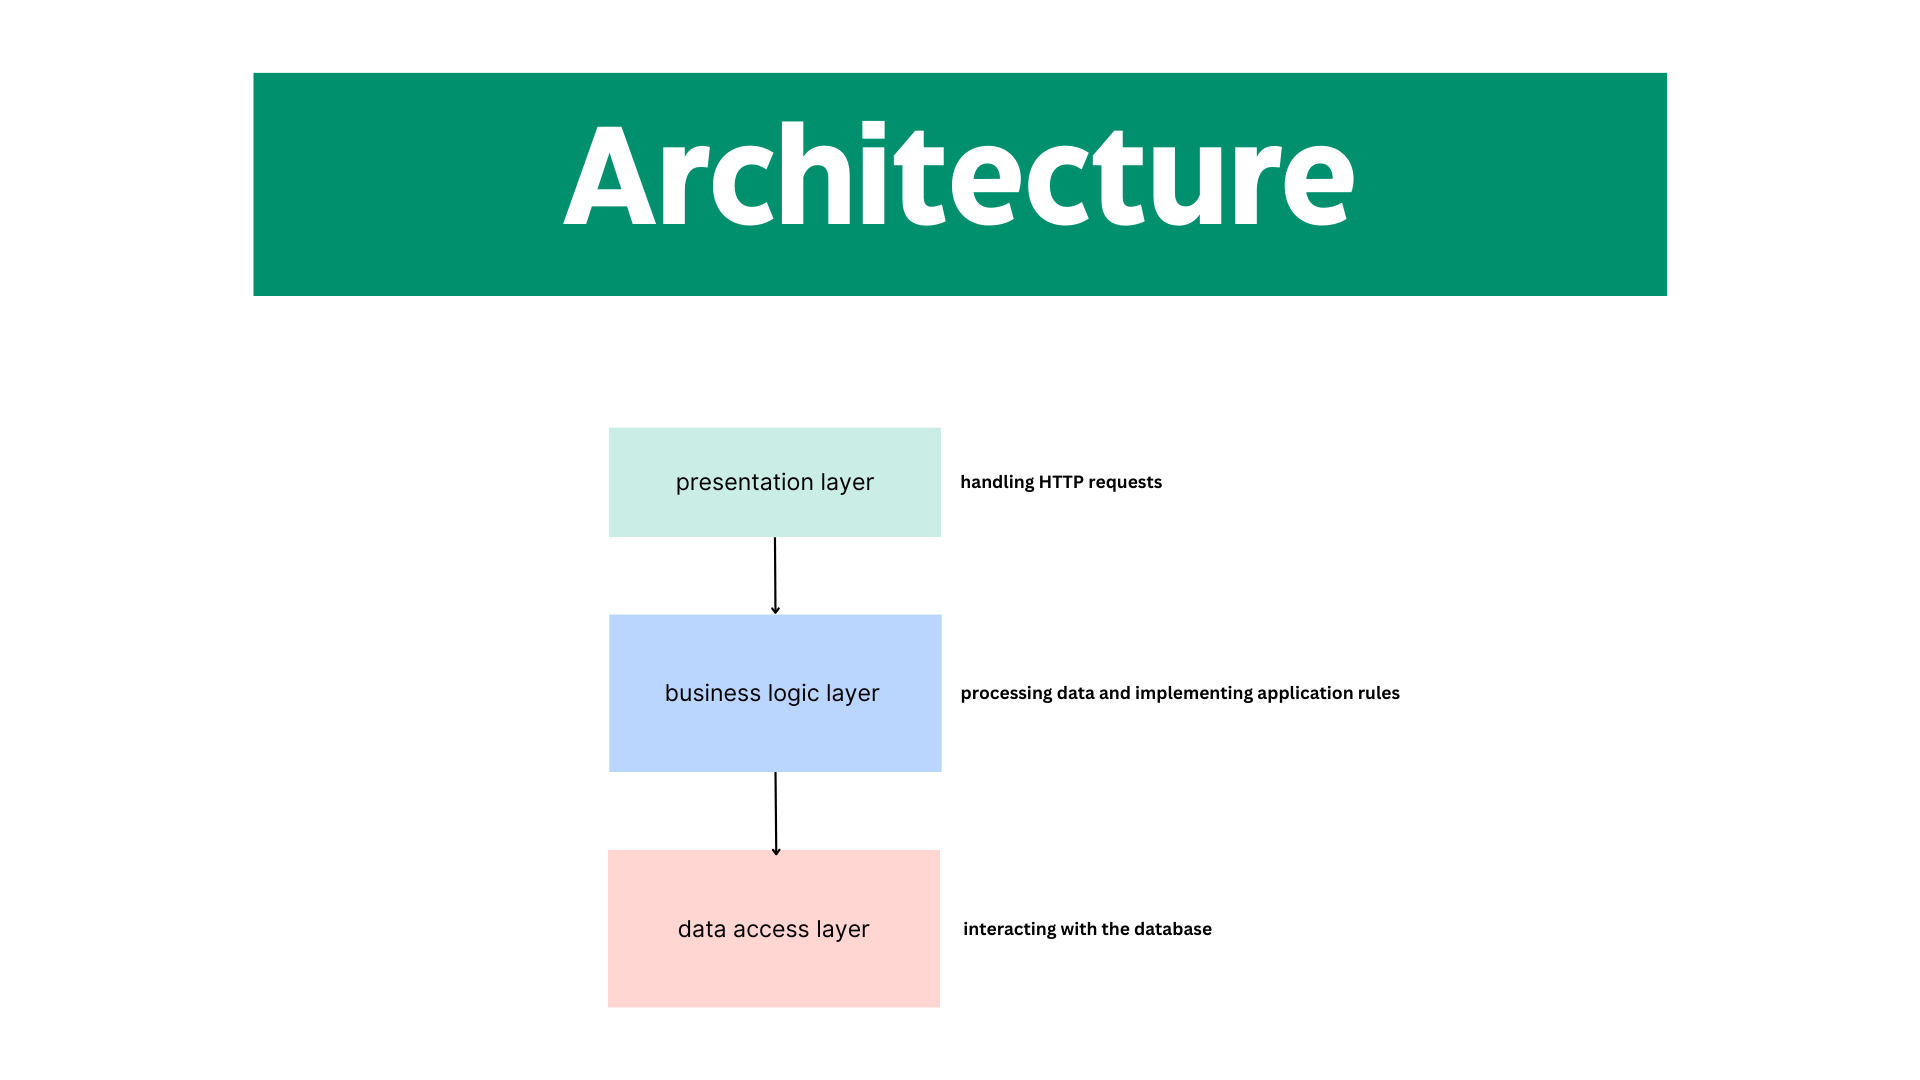 Architecture
presentation layer
handling HTTP requests
business logic layer
processing data and implementing application rules
data access layer
interacting with the database